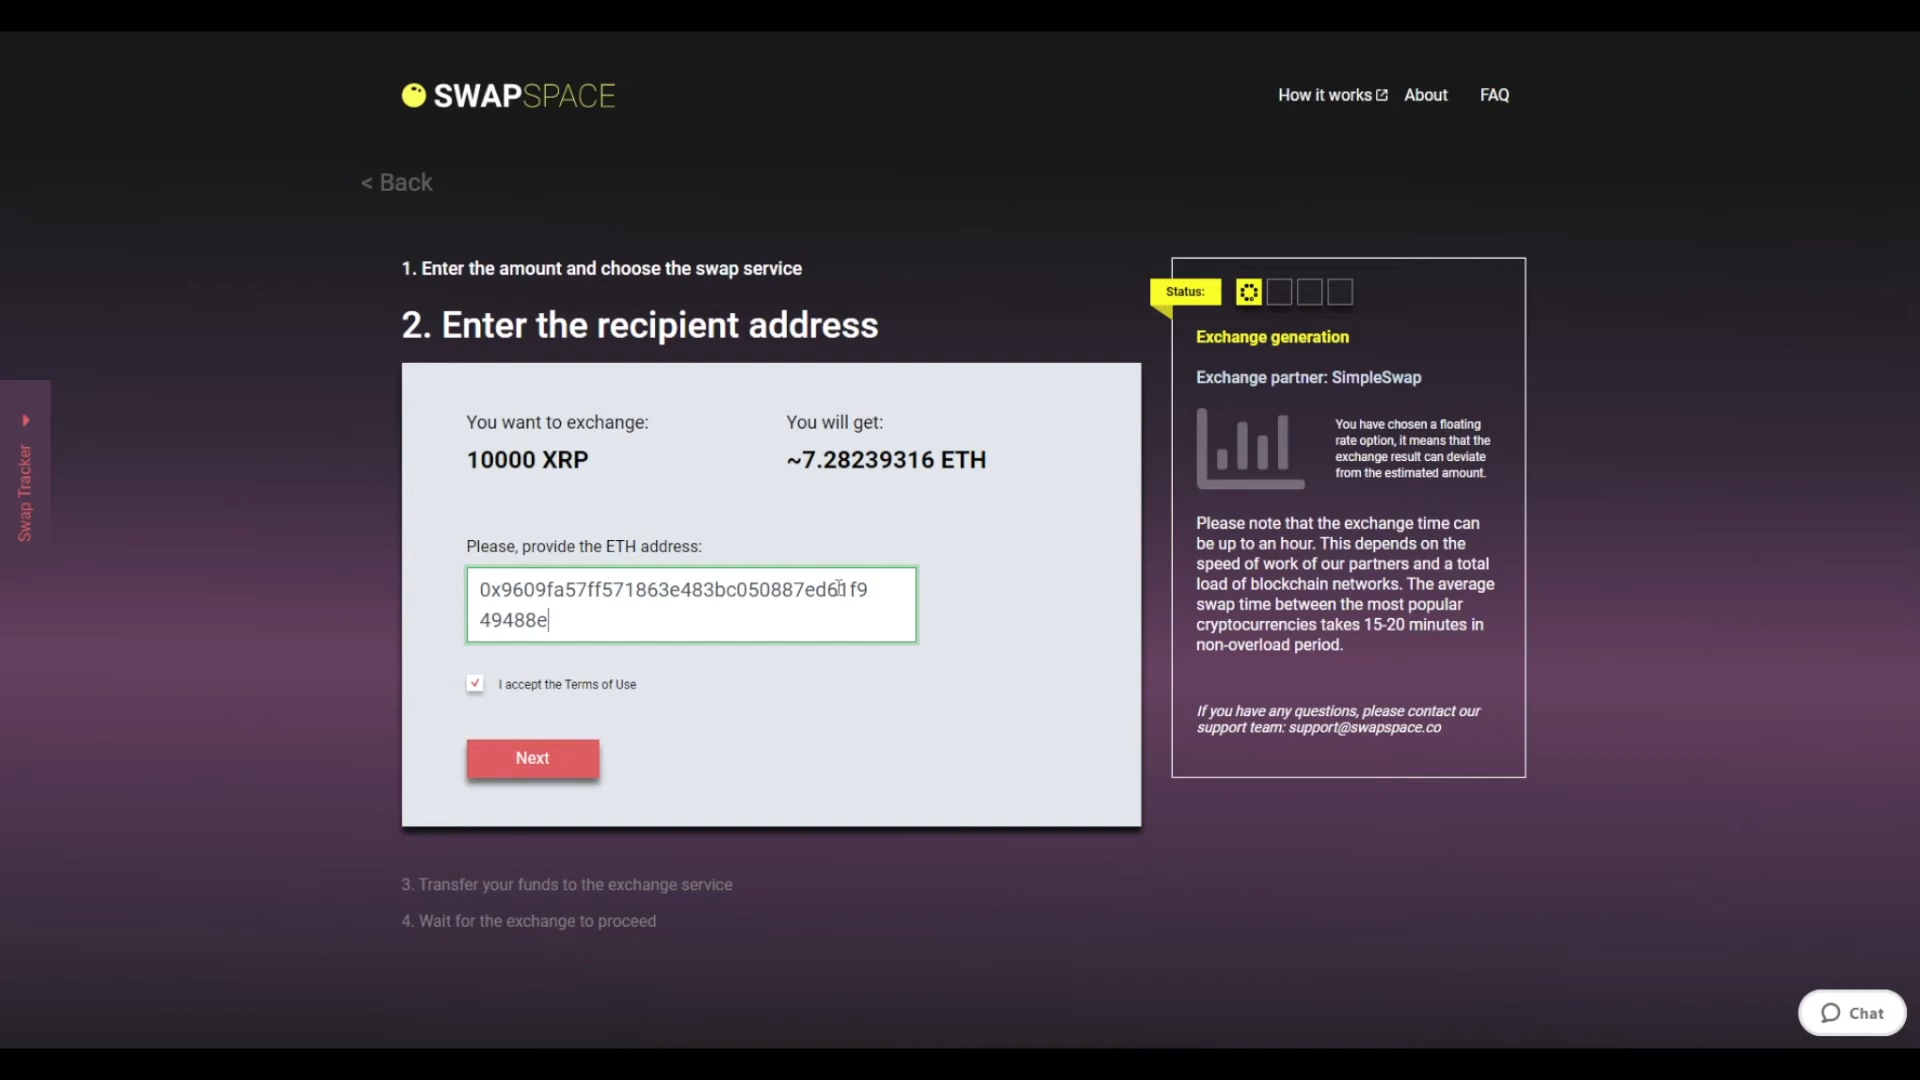 SWAPSPACE
How it works
About
FAQ
< Back
1. Enter the amount and choose the swap service
2. Enter the recipient address
You want to exchange:
10000 XRP
You will get:
~7.28239316 ETH
Please, provide the ETH address:
0x9609fa57ff571863e483bc050887ed61f9
49488e
I accept the Terms of Use
Next
3. Transfer your funds to the exchange service
4. Wait for the exchange to proceed
Status:
Exchange generation
Exchange partner: SimpleSwap
You have chosen a floating
rate option, it means that the
exchange result can deviate
from the estimated amount.
Please note that the exchange time can
be up to an hour. This depends on the
speed of work of our partners and a total
load of blockchain networks. The average
swap time between the most popular
cryptocurrencies takes 15-20 minutes in
non-overload period.
If you have any questions, please contact our
support team: support@swapspace.co
Swap Tracker
Chat